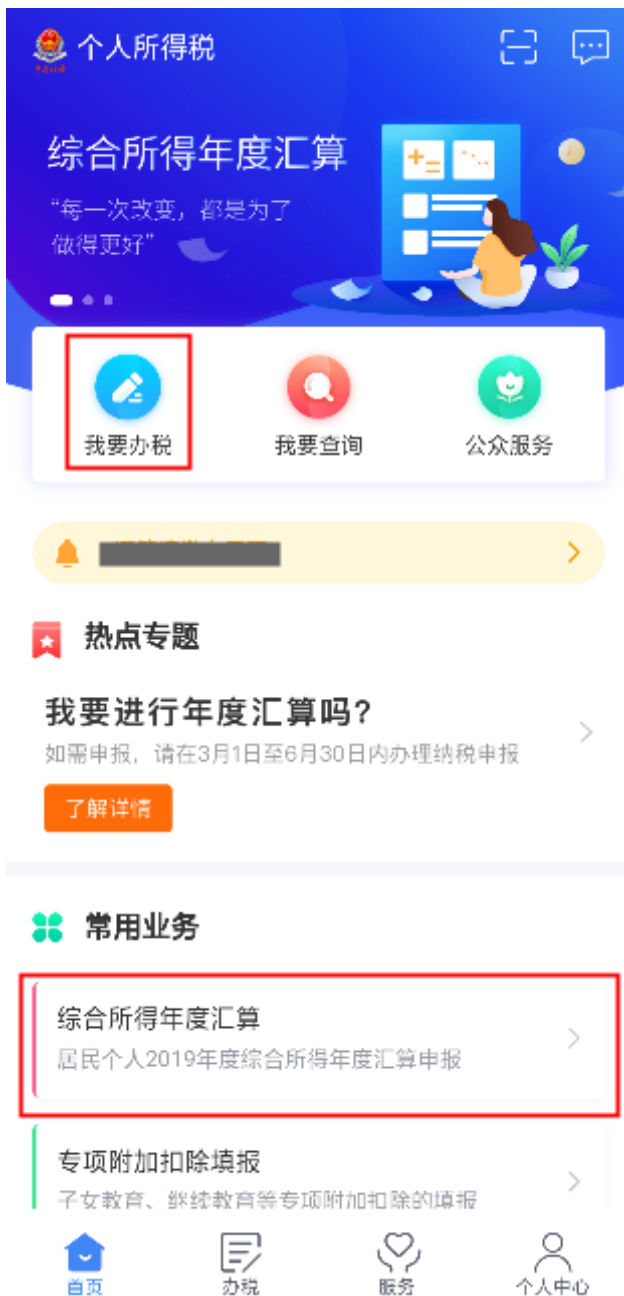 个人所得税
综合所得年度汇算
“每一次改变，都是为了
做得更好”
我要办税
我要查询
公众服务
热点专题
我要进行年度汇算吗?
如需申报，请在3月1日至6月30日内办理纳税申报
了解详情
常用业务
综合所得年度汇算
居民个人2019年度综合所得年度汇算申报
专项附加扣除填报
子女教育、继续教育等专项附加扣除的填报
首页
办税
服务
个人中心